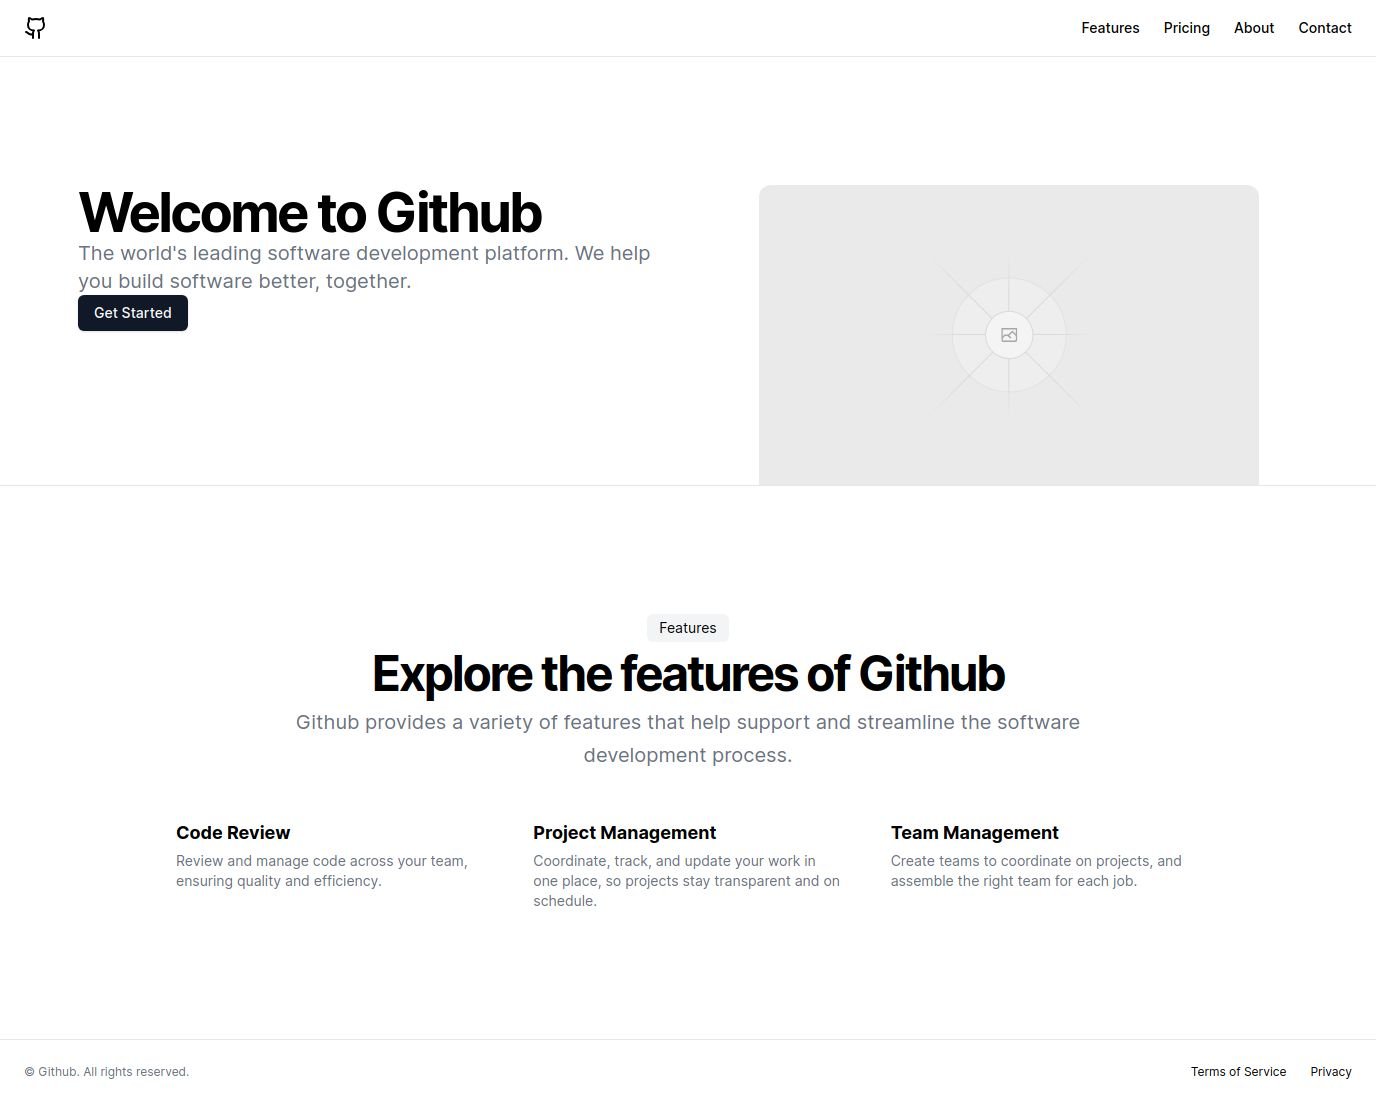 Features Pricing About Contact
Welcome to Github
The world's leading software development platform. We help
you build software better, together.
Get Started
Features
Explore the features of Github
Github provides a variety of features that help support and streamline the software
development process.
Code Review
Review and manage code across your team,
ensuring quality and efficiency.
Project Management
Coordinate, track, and update your work in
one place, so projects stay transparent and on
schedule.
Team Management
Create teams to coordinate on projects, and
assemble the right team for each job.
© Github. All rights reserved.
Terms of Service Privacy